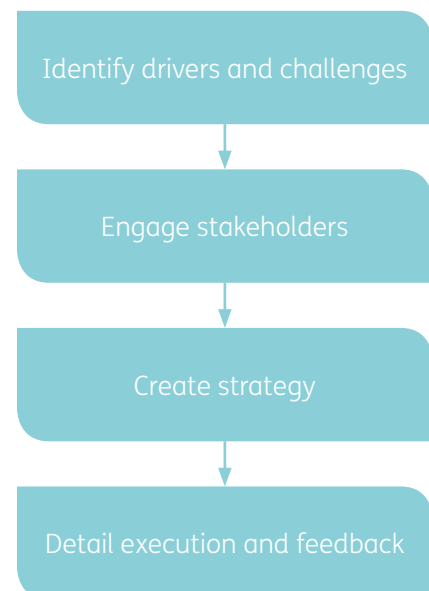 Identify drivers and challenges
Engage stakeholders
Create strategy
Detail execution and feedback